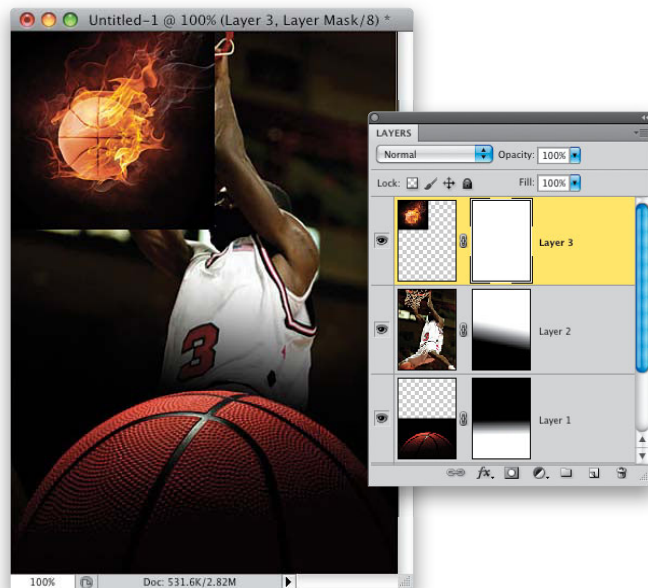 Untitled-1 @ 100% (Layer 3, Layer Mask/8) *
3
100%
Doc: 531.6K/2.82M
LAYERS
Normal
Opacity: 100%
Lock:
Fill: 100%
Layer 3
Layer 2
Layer 1
fx.